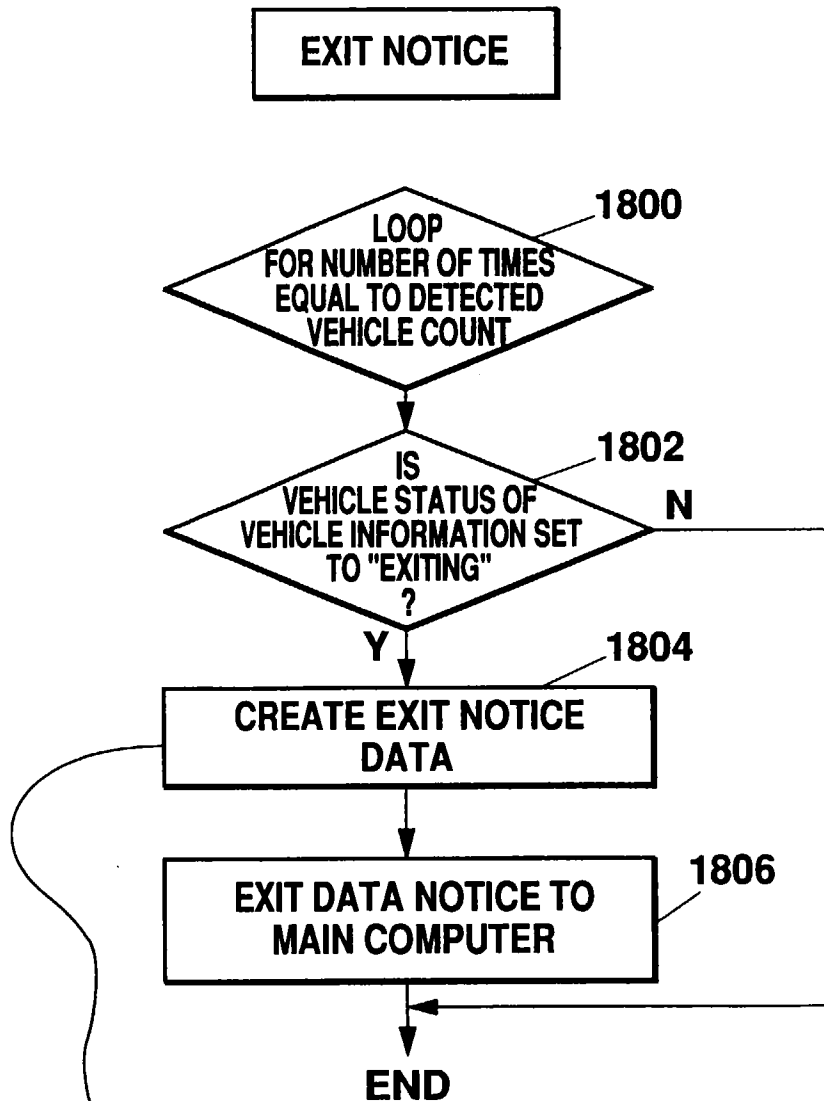 EXIT NOTICE
1800
LOOP
FOR NUMBER OF TIMES
EQUAL TO DETECTED
VEHICLE COUNT
1802
IS
VEHICLE STATUS OF
VEHICLE INFORMATION SET
TO "EXITING"
?
N
Y
1804
CREATE EXIT NOTICE
DATA
1806
EXIT DATA NOTICE TO
MAIN COMPUTER
END